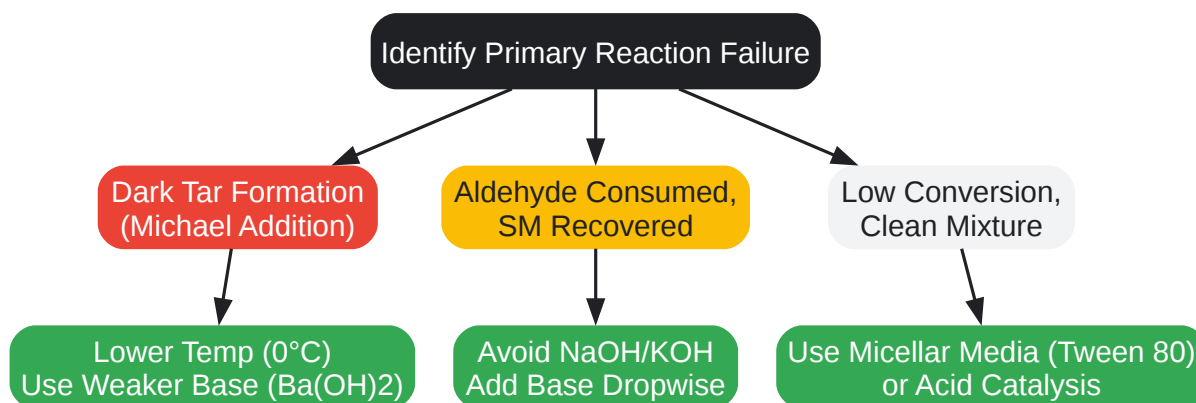 Identify Primary Reaction Failure
Dark Tar Formation
(Michael Addition)
Aldehyde Consumed,
SM Recovered
Low Conversion,
Clean Mixture
Lower Temp (0°C)
Use Weaker Base (Ba(OH)2)
Avoid NaOH/KOH
Add Base Dropwise
Use Micellar Media (Tween 80)
or Acid Catalysis